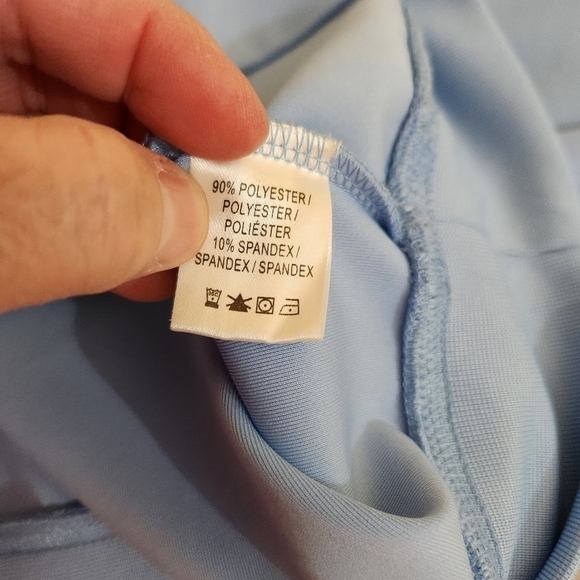 90% POLYESTER/
POLYESTER/
POLIÉSTER
10% SPANDEX/
SPANDEX/SPANDEX